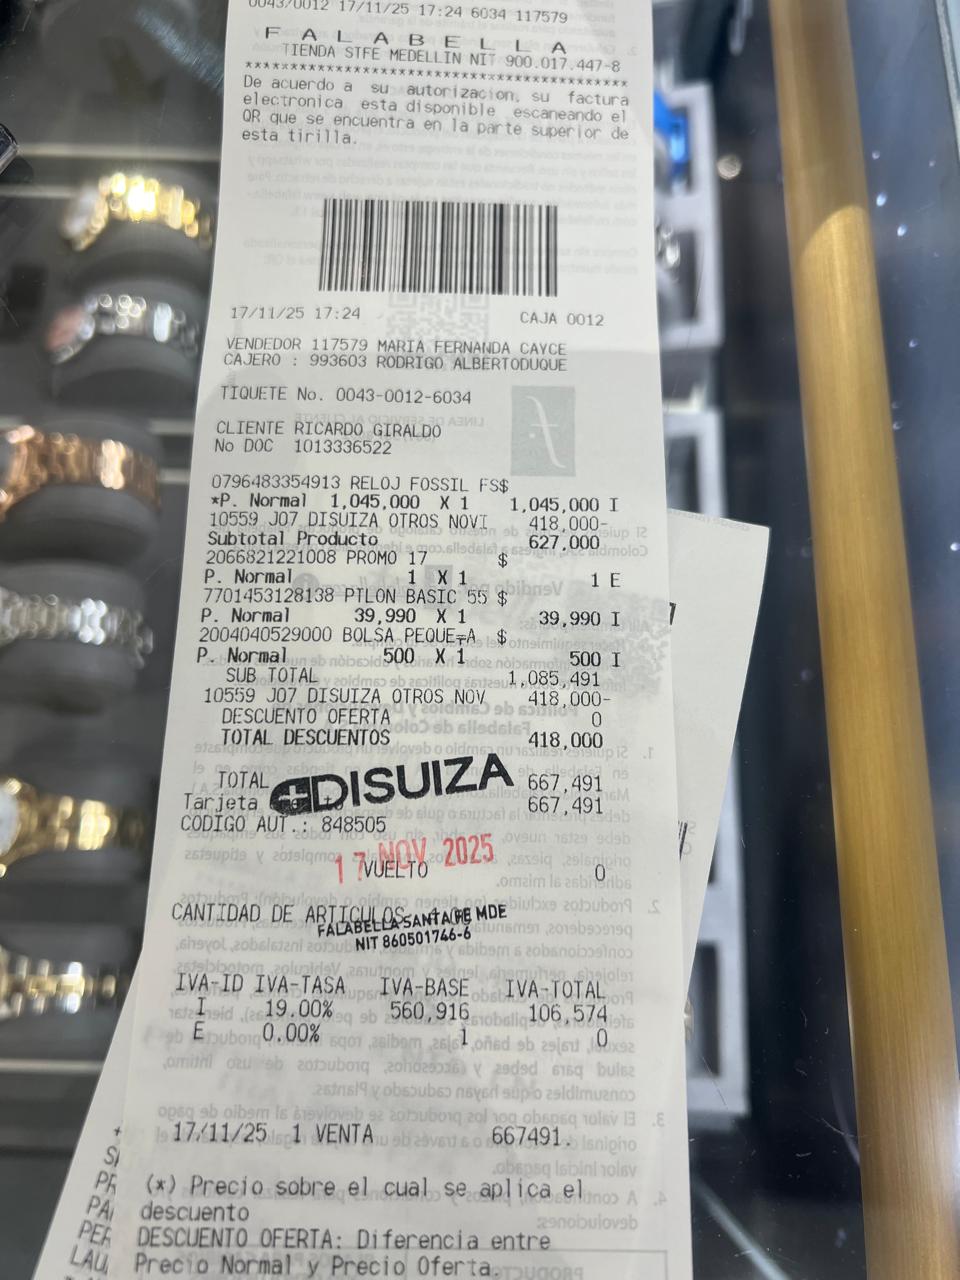 0043/0012 17/11/25 17:24 6034 117579
F A L A B E L L A
TIENDA STFE MEDELLIN NIT 900.017.447-8
******************************************
De acuerdo a su autorizacion, su factura
electronica esta disponible escaneando el
QR que se encuentra en la parte superior de
esta tirilla.
17/11/25 17:24 CAJA 0012
VENDEDOR 117579 MARIA FERNANDA CAYCE
CAJERO : 993603 RODRIGO ALBERTODUQUE
TIQUETE No. 0043-0012-6034
CLIENTE RICARDO GIRALDO
No DOC 1013336522
0796483354913 RELOJ FOSSIL FS$
*P. Normal 1,045,000 X 1 1,045,000 I
10559 J07 DISUIZA OTROS NOVI 418,000-
Subtotal Producto 627,000
2066821221008 PROMO 17 $
P. Normal 1 X 1 1 E
7701453128138 PILON BASIC 55 $
P. Normal 39,990 X 1 39,990 I
2004040529000 BOLSA PEQUE¬A $
P. Normal 500 X 1 500 I
SUB TOTAL 1,085,491
10559 J07 DISUIZA OTROS NOV 418,000-
DESCUENTO OFERTA 0
TOTAL DESCUENTOS 418,000
TOTAL 667,491
DISUIZA
Tarjeta 667,491
CODIGO AUT.: 848505
17 NOV 2025
VUELTO 0
CANTIDAD DE ARTICULOS
FALABELLA SANTA FE MDE
NIT 860501746-6
IVA-ID IVA-TASA IVA-BASE IVA-TOTAL
I 19.00% 560,916 106,574
E 0.00% 1 0
17/11/25 1 VENTA 667491.
(*) Precio sobre el cual se aplica el
descuento
DESCUENTO OFERTA: Diferencia entre
Precio Normal y Precio Oferta.